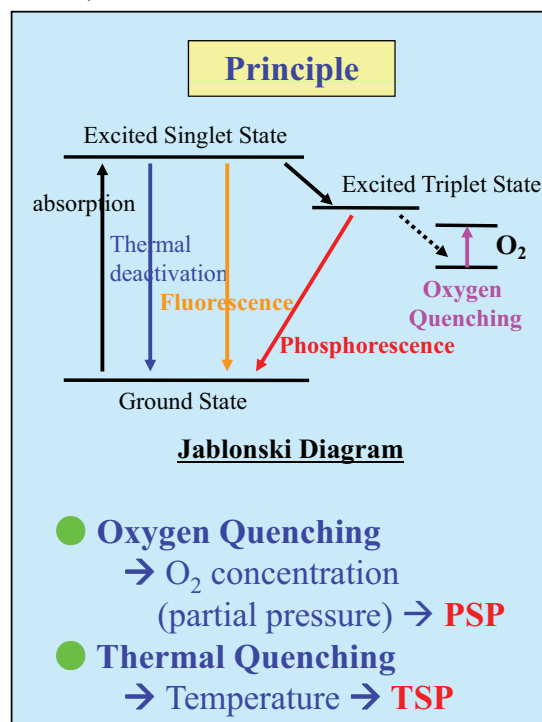 Principle
Excited Singlet State
Excited Triplet State
absorption
O₂
Thermal
deactivation
Fluorescence
Oxygen
Quenching
Phosphorescence
Ground State
Jablonski Diagram
● Oxygen Quenching
→ O₂ concentration
(partial pressure) → PSP
● Thermal Quenching
→ Temperature → TSP